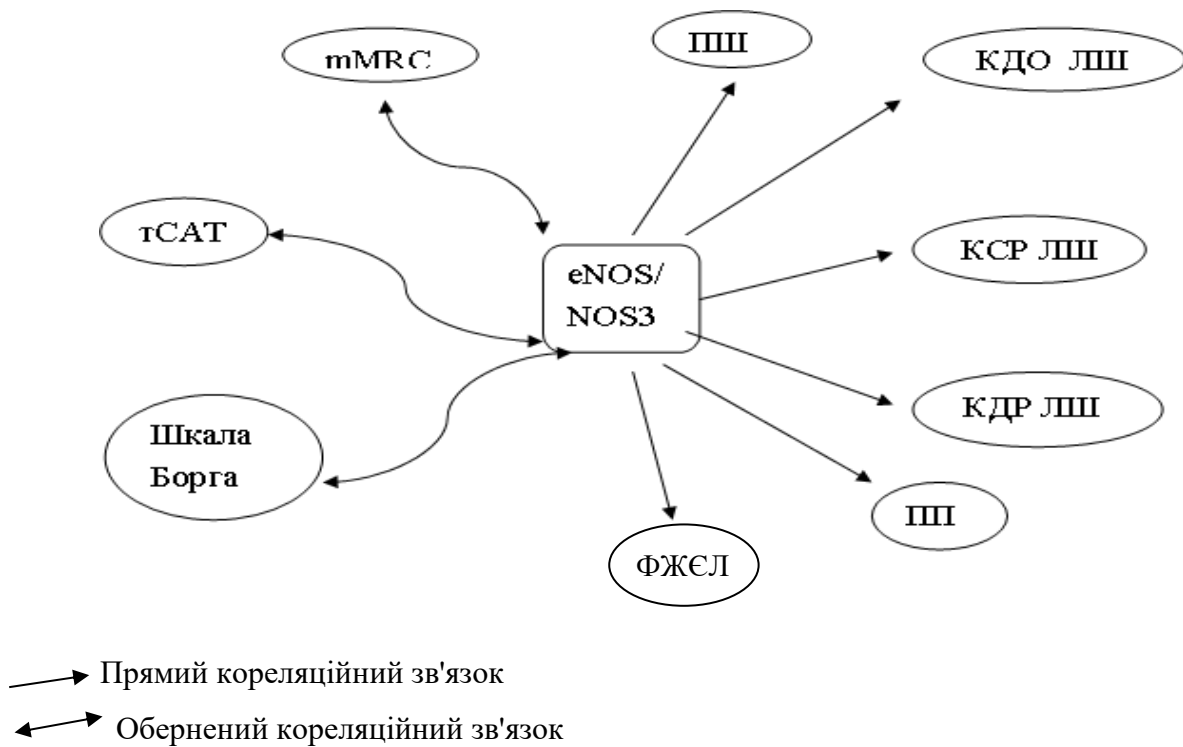 mMRC
ПШ
КДО ЛШ
тСАТ
КСР ЛШ
eNOS/
NOS3
КДР ЛШ
Шкала
Борга
ПП
ФЖЄЛ
Прямий кореляційний зв'язок
Обернений кореляційний зв'язок